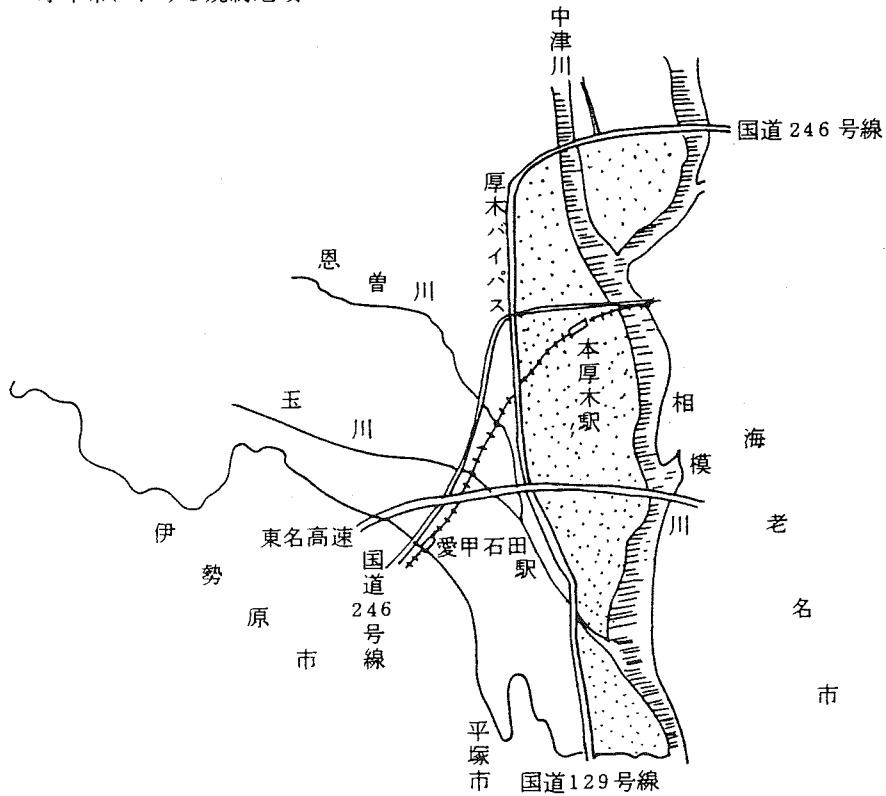 中津川
国道246号線
厚木バイパス
恩曽川
本厚木駅
玉川
相模川
海老名市
伊勢原市
東名高速
愛甲石田駅
国道246号線
平塚市
国道129号線